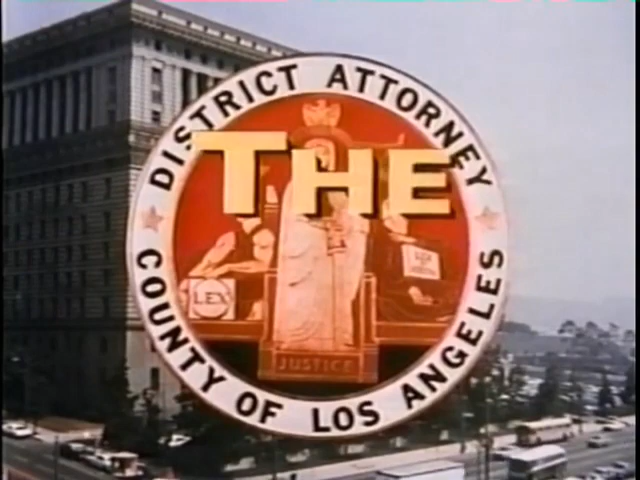 DISTRICT ATTORNEY
THE
LEX
JUSTICE
COUNTY OF LOS ANGELES